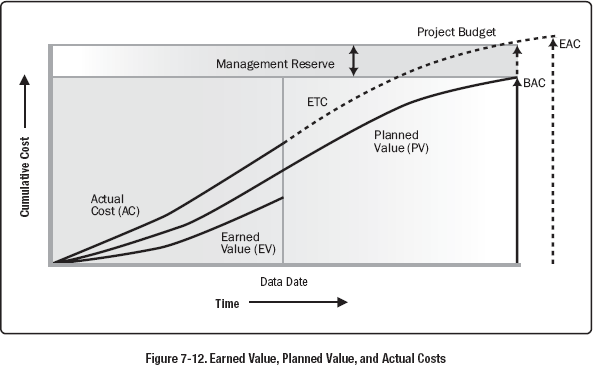 Project Budget
EAC
Management Reserve
BAC
ETC
Planned
Value (PV)
Cumulative Cost
Actual
Cost (AC)
Earned
Value (EV)
Data Date
Time
Figure 7-12. Earned Value, Planned Value, and Actual Costs